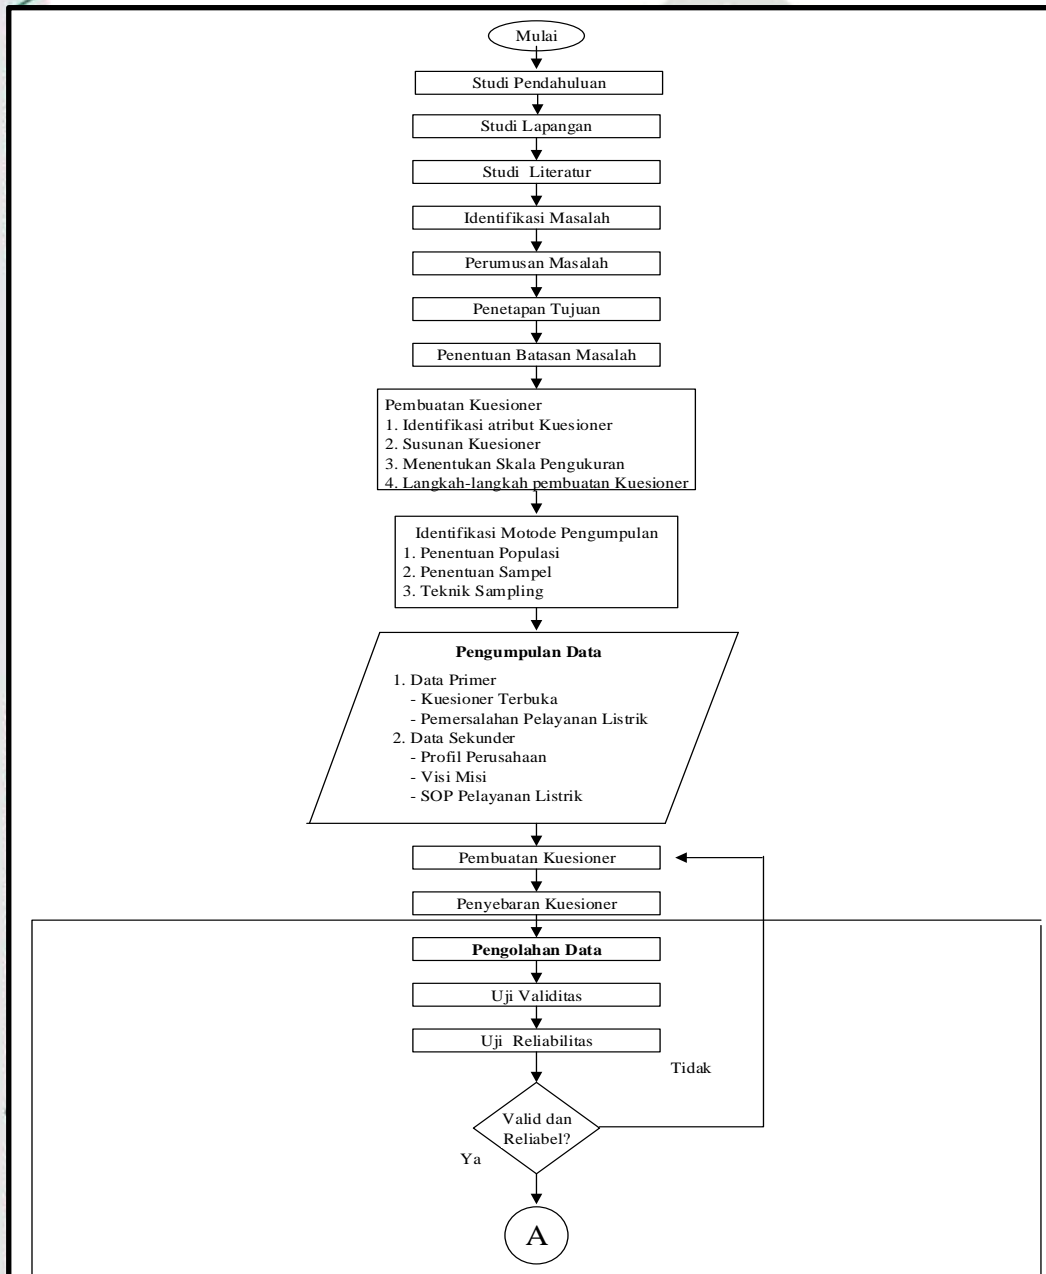 Mulai
Studi Pendahuluan
Studi Lapangan
Studi Literatur
Identifikasi Masalah
Perumusan Masalah
Penetapan Tujuan
Penentuan Batasan Masalah
Pembuatan Kuesioner
1. Identifikasi atribut Kuesioner
2. Susunan Kuesioner
3. Menentukan Skala Pengukuran
4. Langkah-langkah pembuatan Kuesioner
Identifikasi Motode Pengumpulan
1. Penentuan Populasi
2. Penentuan Sampel
3. Teknik Sampling
Pengumpulan Data
1. Data Primer
- Kuesioner Terbuka
- Pemersalahan Pelayanan Listrik
2. Data Sekunder
- Profil Perusahaan
- Visi Misi
- SOP Pelayanan Listrik
Pembuatan Kuesioner
Penyebaran Kuesioner
Pengolahan Data
Uji Validitas
Uji Reliabilitas
Tidak
Valid dan
Reliabel?
Ya
A